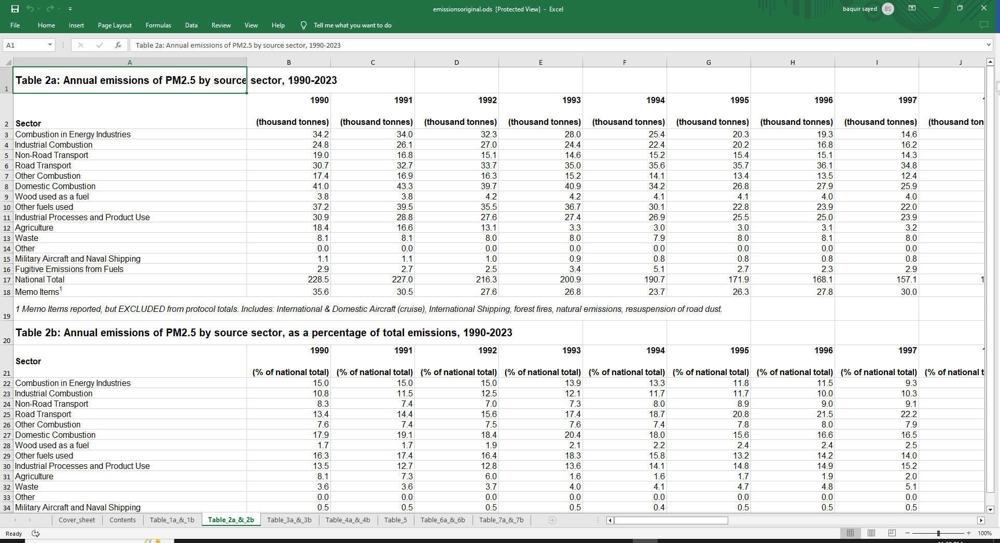 emissionsoriginal.ods [Protected View] - Excel
baquir sayed BS
File Home Insert Page Layout Formulas Data Review View Help Tell me what you want to do
A1 fx Table 2a: Annual emissions of PM2.5 by source sector, 1990-2023
A B C D E F G H I J
1 Table 2a: Annual emissions of PM2.5 by source sector, 1990-2023
1990 1991 1992 1993 1994 1995 1996 1997
2 Sector (thousand tonnes) (thousand tonnes) (thousand tonnes) (thousand tonnes) (thousand tonnes) (thousand tonnes) (thousand tonnes) (thousand tonnes) (thousand ton
3 Combustion in Energy Industries 34.2 34.0 32.3 28.0 25.4 20.3 19.3 14.6
4 Industrial Combustion 24.8 26.1 27.0 24.4 22.4 20.2 16.8 16.2
5 Non-Road Transport 19.0 16.8 15.1 14.6 15.2 15.4 15.1 14.3
6 Road Transport 30.7 32.7 33.7 35.0 35.6 35.7 36.1 34.8
7 Other Combustion 17.4 16.9 16.3 15.2 14.1 13.4 13.5 12.4
8 Domestic Combustion 41.0 43.3 39.7 40.9 34.2 26.8 27.9 25.9
9 Wood used as a fuel 3.8 3.8 4.2 4.2 4.1 4.1 4.0 4.0
10 Other fuels used 37.2 39.5 35.5 36.7 30.1 22.8 23.9 22.0
11 Industrial Processes and Product Use 30.9 28.8 27.6 27.4 26.9 25.5 25.0 23.9
12 Agriculture 18.4 16.6 13.1 3.3 3.0 3.0 3.1 3.2
13 Waste 8.1 8.1 8.0 8.0 7.9 8.0 8.1 8.0
14 Other 0.0 0.0 0.0 0.0 0.0 0.0 0.0 0.0
15 Military Aircraft and Naval Shipping 1.1 1.1 1.0 0.9 0.8 0.8 0.8 0.8
16 Fugitive Emissions from Fuels 2.9 2.7 2.5 3.4 5.1 2.7 2.3 2.9
17 National Total 228.5 227.0 216.3 200.9 190.7 171.9 168.1 157.1 1
18 Memo Items¹ 35.6 30.5 27.6 26.8 23.7 26.3 27.8 30.0
19 1 Memo Items reported, but EXCLUDED from protocol totals. Includes: International & Domestic Aircraft (cruise), International Shipping, forest fires, natural emissions, resuspension of road dust.
20 Table 2b: Annual emissions of PM2.5 by source sector, as a percentage of total emissions, 1990-2023
1990 1991 1992 1993 1994 1995 1996 1997
Sector
21 (% of national total) (% of national total) (% of national total) (% of national total) (% of national total) (% of national total) (% of national total) (% of national total) (% of national t
22 Combustion in Energy Industries 15.0 15.0 15.0 13.9 13.3 11.8 11.5 9.3
23 Industrial Combustion 10.8 11.5 12.5 12.1 11.7 11.7 10.0 10.3
24 Non-Road Transport 8.3 7.4 7.0 7.3 8.0 8.9 9.0 9.1
25 Road Transport 13.4 14.4 15.6 17.4 18.7 20.8 21.5 22.2
26 Other Combustion 7.6 7.4 7.5 7.6 7.4 7.8 8.0 7.9
27 Domestic Combustion 17.9 19.1 18.4 20.4 18.0 15.6 16.6 16.5
28 Wood used as a fuel 1.7 1.7 1.9 2.1 2.2 2.4 2.4 2.5
29 Other fuels used 16.3 17.4 16.4 18.3 15.8 13.2 14.2 14.0
30 Industrial Processes and Product Use 13.5 12.7 12.8 13.6 14.1 14.8 14.9 15.2
31 Agriculture 8.1 7.3 6.0 1.6 1.6 1.7 1.9 2.0
32 Waste 3.6 3.6 3.7 4.0 4.1 4.7 4.8 5.1
33 Other 0.0 0.0 0.0 0.0 0.0 0.0 0.0 0.0
34 Military Aircraft and Naval Shipping 0.5 0.5 0.5 0.5 0.4 0.5 0.5 0.5
Cover_sheet Contents Table_1a_&_1b Table_2a_&_2b Table_3a_&_3b Table_4a_&_4b Table_5 Table_6a_&_6b Table_7a_&_7b
Ready 100%